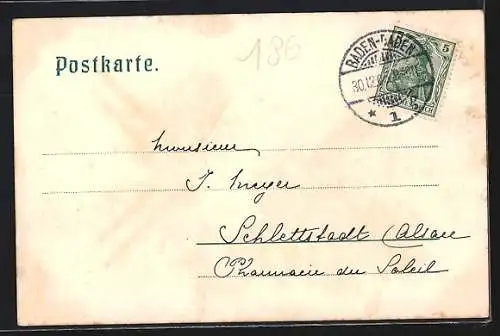 186
Postkarte.
BADEN-BADEN
5
30.12
* 1
Monsieur
J. Meyer
Schlettstadt (Alsace
Pharmacie du Soleil